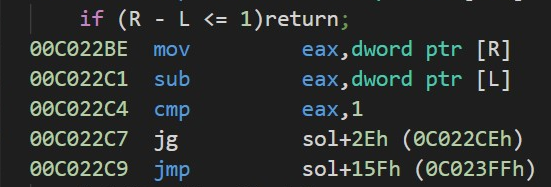 if (R - L <= 1)return;
00C022BE mov eax,dword ptr [R]
00C022C1 sub eax,dword ptr [L]
00C022C4 cmp eax,1
00C022C7 jg sol+2Eh (0C022CEh)
00C022C9 jmp sol+15Fh (0C023FFh)